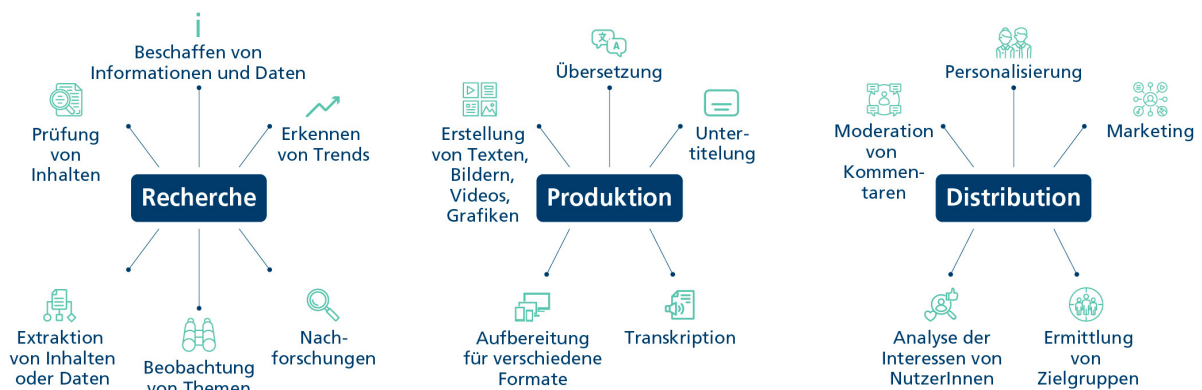 Beschaffen von
Informationen und Daten
Prüfung
von
Inhalten
Erkennen
von Trends
Recherche
Extraktion
von Inhalten
oder Daten
Beobachtung
von Themen
Nach-
forschungen
Übersetzung
Erstellung
von Texten,
Bildern,
Videos,
Grafiken
Unter-
titelung
Produktion
Aufbereitung
für verschiedene
Formate
Transkription
Personalisierung
Moderation
von
Kommen-
taren
Marketing
Distribution
Analyse der
Interessen von
NutzerInnen
Ermittlung
von
Zielgruppen